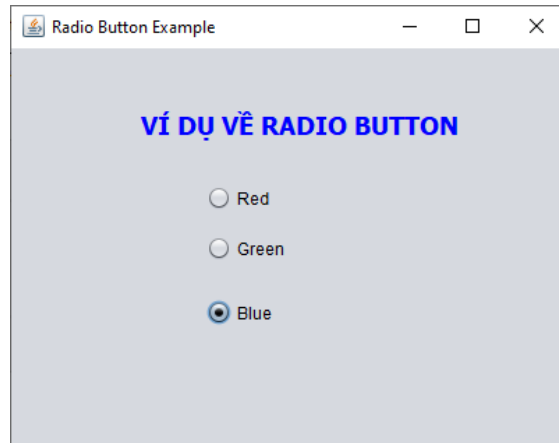 Radio Button Example
VÍ DỤ VỀ RADIO BUTTON
Red
Green
Blue